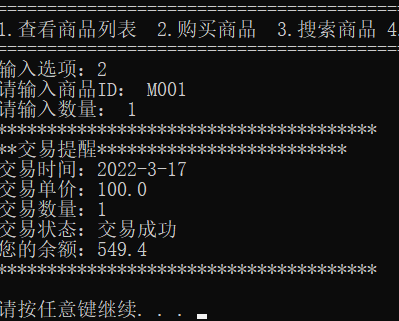 ========================================
1.查看商品列表 2.购买商品 3.搜索商品 4.
========================================
输入选项：2
请输入商品ID： M001
请输入数量： 1
**************************************
**交易提醒*************************
交易时间：2022-3-17
交易单价：100.0
交易数量：1
交易状态：交易成功
您的余额：549.4
**************************************
请按任意键继续. . .